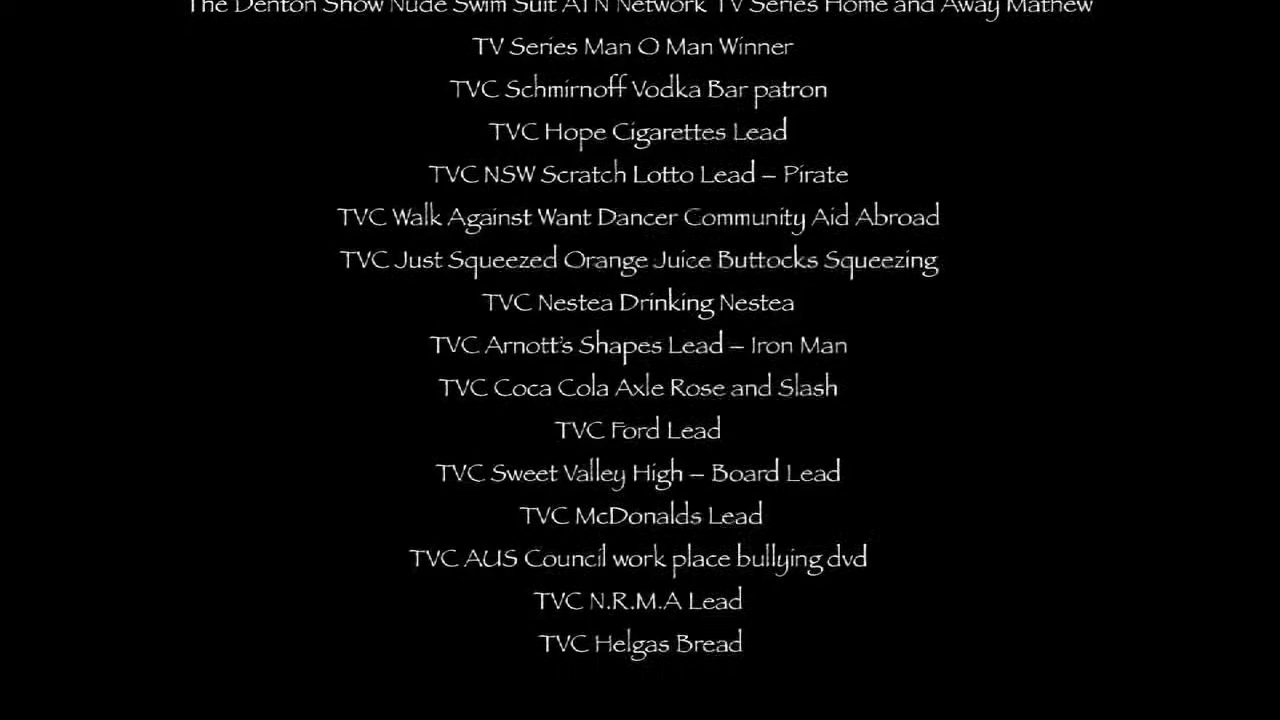 The Denton Show Nude Swim Suit ATN Network TV Series Home and Away Mathew
TV Series Man O Man Winner
TVC Schmirnoff Vodka Bar patron
TVC Hope Cigarettes Lead
TVC NSW Scratch Lotto Lead – Pirate
TVC Walk Against Want Dancer Community Aid Abroad
TVC Just Squeezed Orange Juice Buttocks Squeezing
TVC Nestea Drinking Nestea
TVC Arnott's Shapes Lead – Iron Man
TVC Coca Cola Axle Rose and Slash
TVC Ford Lead
TVC Sweet Valley High – Board Lead
TVC McDonalds Lead
TVC AUS Council work place bullying dvd
TVC N.R.M.A Lead
TVC Helgas Bread